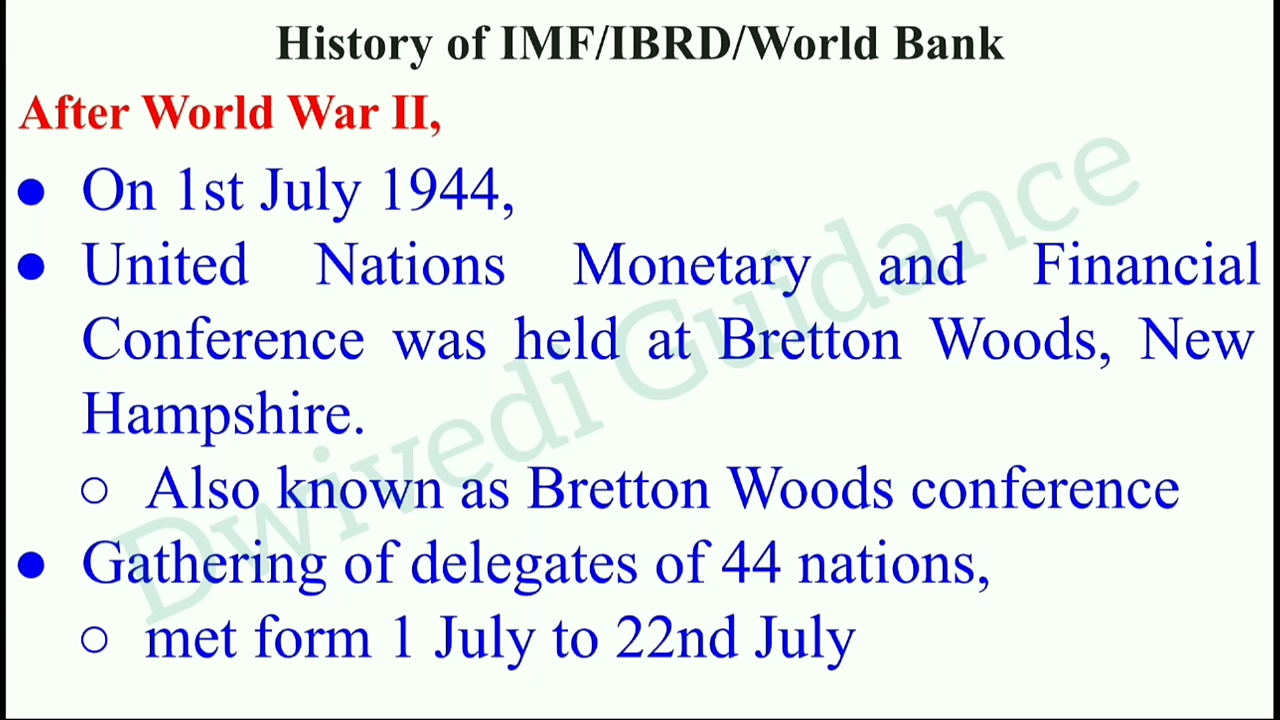 History of IMF/IBRD/World Bank
After World War II,
● On 1st July 1944,
● United Nations Monetary and Financial
Conference was held at Bretton Woods, New
Hampshire.
○ Also known as Bretton Woods conference
● Gathering of delegates of 44 nations,
○ met form 1 July to 22nd July
Dwivedi Guidance